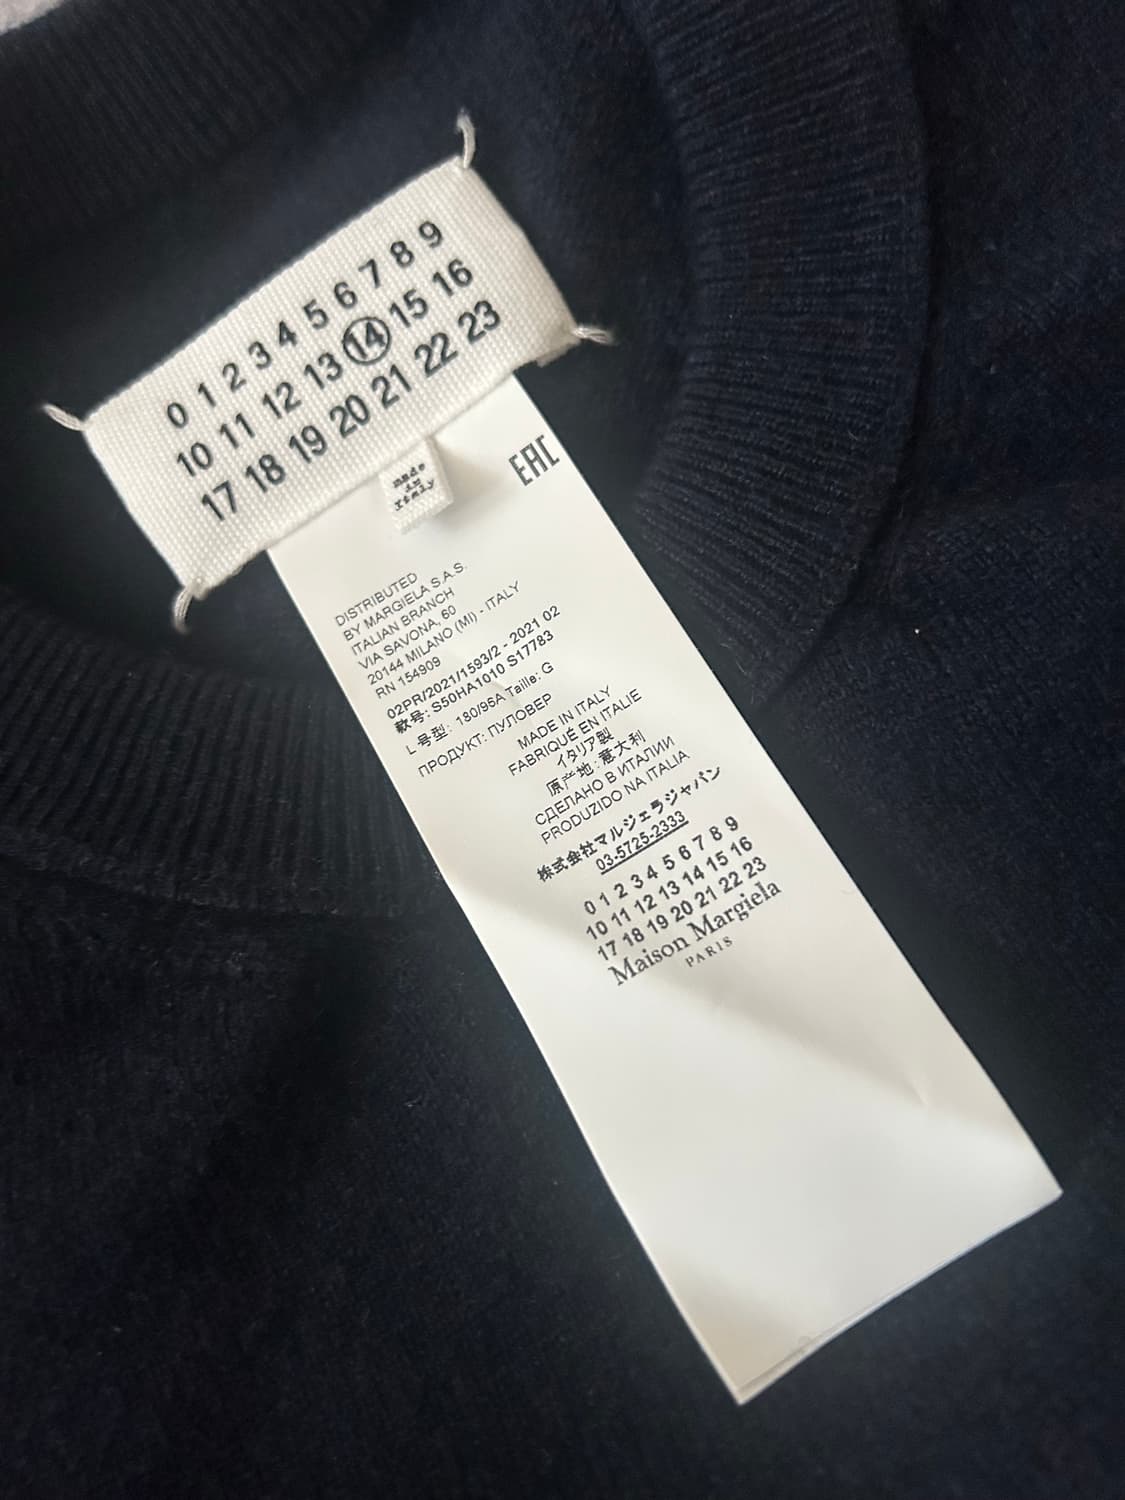 0 1 2 3 4 5 6 7 8 9
10 11 12 13 14 15 16
17 18 19 20 21 22 23
made
in
italy
EAC
DISTRIBUTED
BY MARGIELA S.A.S.
ITALIAN BRANCH
VIA SAVONA, 60
20144 MILANO (MI) - ITALY
RN 154909
02PR/2021/1593/2 - 2021 02
款号: S50HA1010 S17783
L 号型: 180/96A Taille: G
ПРОДУКТ: ПУЛОВЕР
MADE IN ITALY
FABRIQUÉ EN ITALIE
イタリア製
原产地: 意大利
СДЕЛАНО В ИТАЛИИ
PRODUZIDO NA ITALIA
株式会社マルジェラジャパン
03-5725-2333
0 1 2 3 4 5 6 7 8 9
10 11 12 13 14 15 16
17 18 19 20 21 22 23
Maison Margiela
PARIS